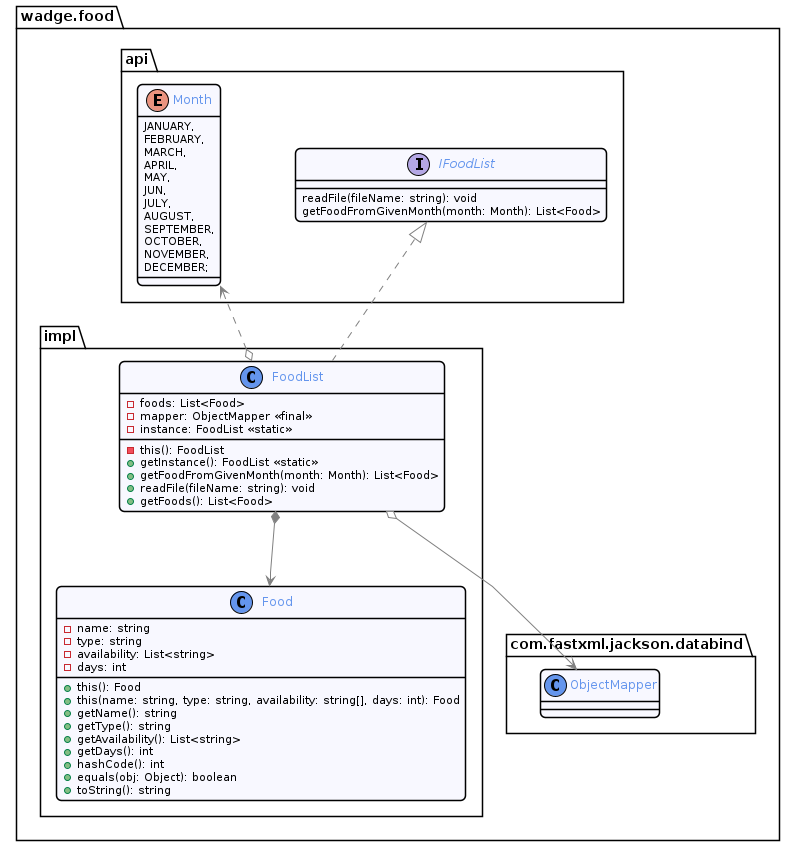 wadge.food
api
E Month
JANUARY,
FEBRUARY,
MARCH,
APRIL,
MAY,
JUN,
JULY,
AUGUST,
SEPTEMBER,
OCTOBER,
NOVEMBER,
DECEMBER;
I IFoodList
readFile(fileName: string): void
getFoodFromGivenMonth(month: Month): List<Food>
impl
C FoodList
foods: List<Food>
mapper: ObjectMapper «final»
instance: FoodList «static»
this(): FoodList
getInstance(): FoodList «static»
getFoodFromGivenMonth(month: Month): List<Food>
readFile(fileName: string): void
getFoods(): List<Food>
C Food
name: string
type: string
availability: List<string>
days: int
this(): Food
this(name: string, type: string, availability: string[], days: int): Food
getName(): string
getType(): string
getAvailability(): List<string>
getDays(): int
hashCode(): int
equals(obj: Object): boolean
toString(): string
com.fastxml.jackson.databind
C ObjectMapper